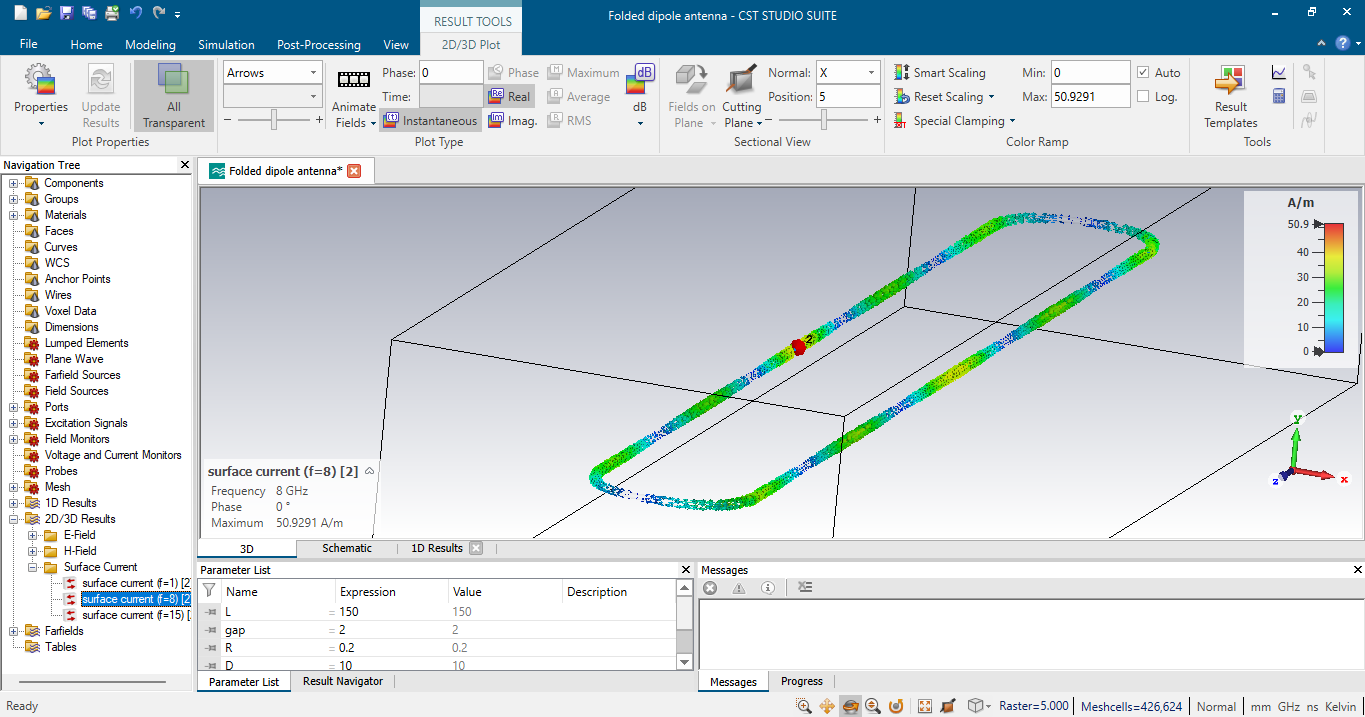 Folded dipole antenna - CST STUDIO SUITE
RESULT TOOLS
File Home Modeling Simulation Post-Processing View 2D/3D Plot
Properties
Update Results
All Transparent
Plot Properties
Arrows
Animate Fields
Phase: 0
Time:
Instantaneous
Phase
Real
Imag.
Maximum
Average
RMS
dB
dB
Plot Type
Fields on Plane
Cutting Plane
Normal: X
Position: 5
Sectional View
Smart Scaling
Reset Scaling
Special Clamping
Min: 0
Max: 50.9291
Auto
Log.
Color Ramp
Result Templates
Tools
Navigation Tree
Components
Groups
Materials
Faces
Curves
WCS
Anchor Points
Wires
Voxel Data
Dimensions
Lumped Elements
Plane Wave
Farfield Sources
Field Sources
Ports
Excitation Signals
Field Monitors
Voltage and Current Monitors
Probes
Mesh
1D Results
2D/3D Results
E-Field
H-Field
Surface Current
surface current (f=1) [2]
surface current (f=8) [2
surface current (f=15) [
Farfields
Tables
Folded dipole antenna*
2
A/m
50.9
40
30
20
10
0
y
x
z
surface current (f=8) [2]
Frequency 8 GHz
Phase 0 °
Maximum 50.9291 A/m
3D Schematic 1D Results
Parameter List
Name Expression Value Description
L = 150 150
gap = 2 2
R = 0.2 0.2
D = 10 10
Parameter List Result Navigator
Messages
Messages Progress
Ready
Raster=5.000 Meshcells=426,624 Normal mm GHz ns Kelvin